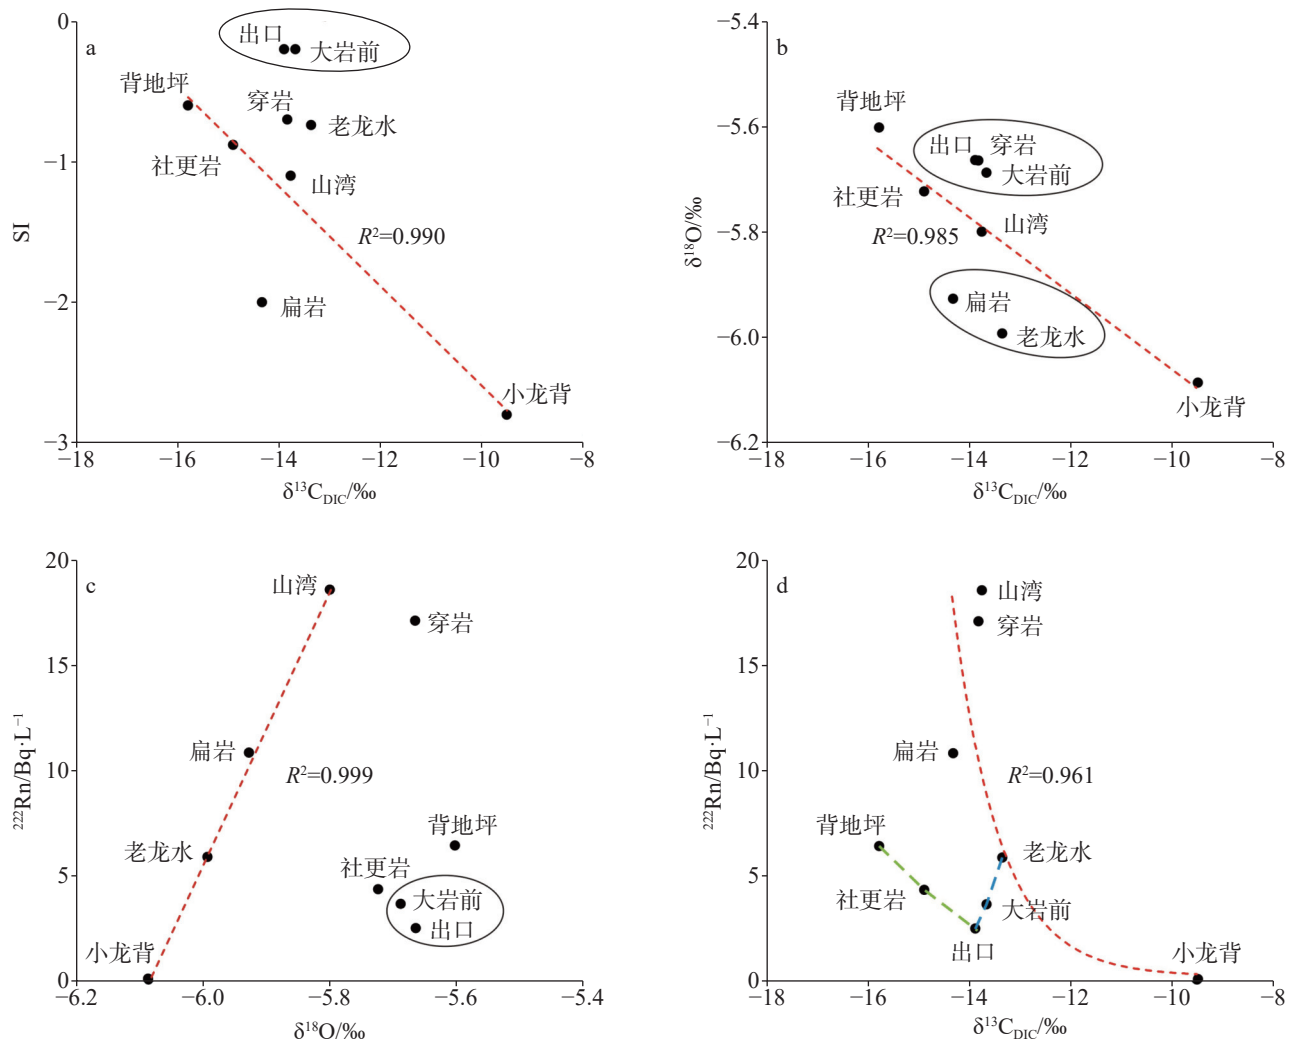 a
0
−1
−2
−3
SI
出口
大岩前
背地坪
穿岩
老龙水
社更岩
山湾
R²=0.990
扁岩
小龙背
−18
−16
−14
−12
−10
−8
δ¹³C_DIC/‰
b
−5.4
−5.6
−5.8
−6.0
−6.2
δ¹⁸O/‰
背地坪
出口
穿岩
大岩前
社更岩
山湾
R²=0.985
扁岩
老龙水
小龙背
−18
−16
−14
−12
−10
−8
δ¹³C_DIC/‰
c
20
15
10
5
0
²²²Rn/Bq·L⁻¹
山湾
穿岩
扁岩
R²=0.999
背地坪
老龙水
社更岩
大岩前
出口
小龙背
−6.2
−6.0
−5.8
−5.6
−5.4
δ¹⁸O/‰
d
20
15
10
5
0
²²²Rn/Bq·L⁻¹
山湾
穿岩
扁岩
R²=0.961
背地坪
老龙水
社更岩
大岩前
出口
小龙背
−18
−16
−14
−12
−10
−8
δ¹³C_DIC/‰